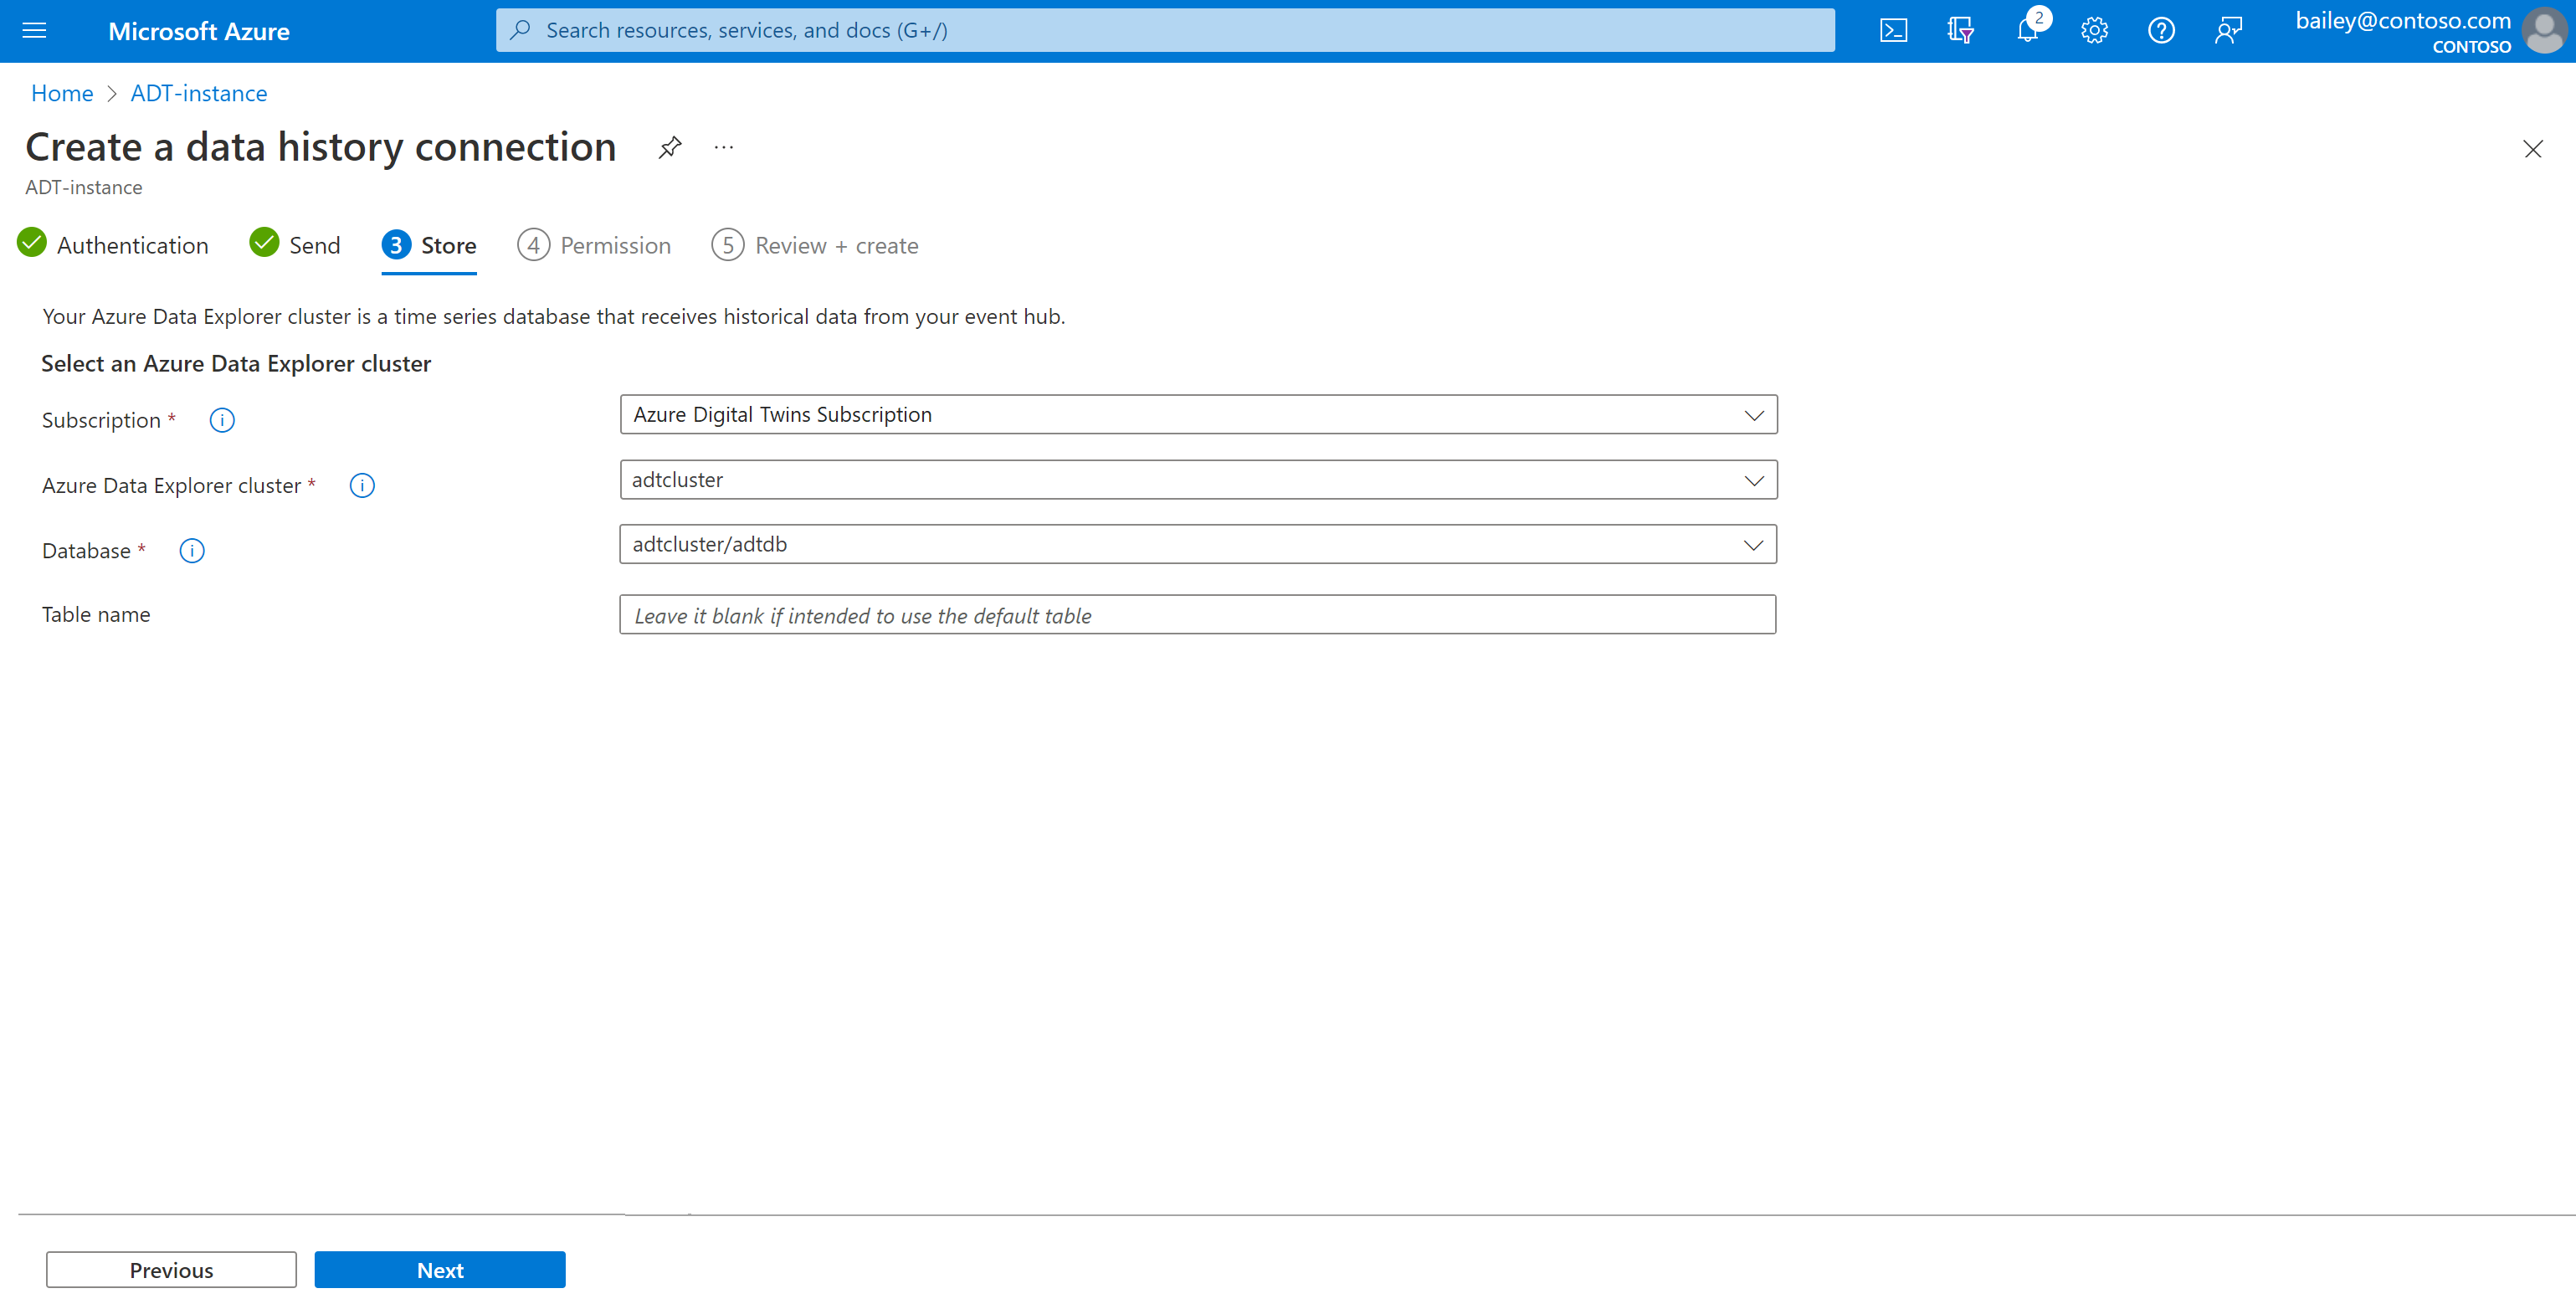 Microsoft Azure
Search resources, services, and docs (G+/)
2
bailey@contoso.com
CONTOSO
Home > ADT-instance
Create a data history connection
ADT-instance
Authentication
Send
3 Store
4 Permission
5 Review + create
Your Azure Data Explorer cluster is a time series database that receives historical data from your event hub.
Select an Azure Data Explorer cluster
Subscription *
Azure Digital Twins Subscription
Azure Data Explorer cluster *
adtcluster
Database *
adtcluster/adtdb
Table name
Leave it blank if intended to use the default table
Previous
Next